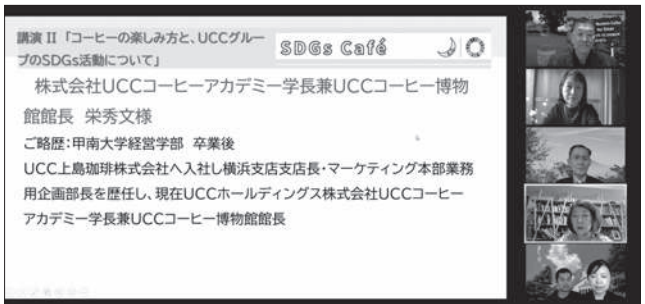 講演 II 「コーヒーの楽しみ方と、UCCグルー
プのSDGs活動について」
SDGs Café
株式会社UCCコーヒーアカデミー学長兼UCCコーヒー博物
館館長 栄秀文様
ご略歴：甲南大学経営学部 卒業後
UCC上島珈琲株式会社へ入社し横浜支店支店長・マーケティング本部業務
用企画部長を歴任し、現在UCCホールディングス株式会社UCCコーヒー
アカデミー学長兼UCCコーヒー博物館館長